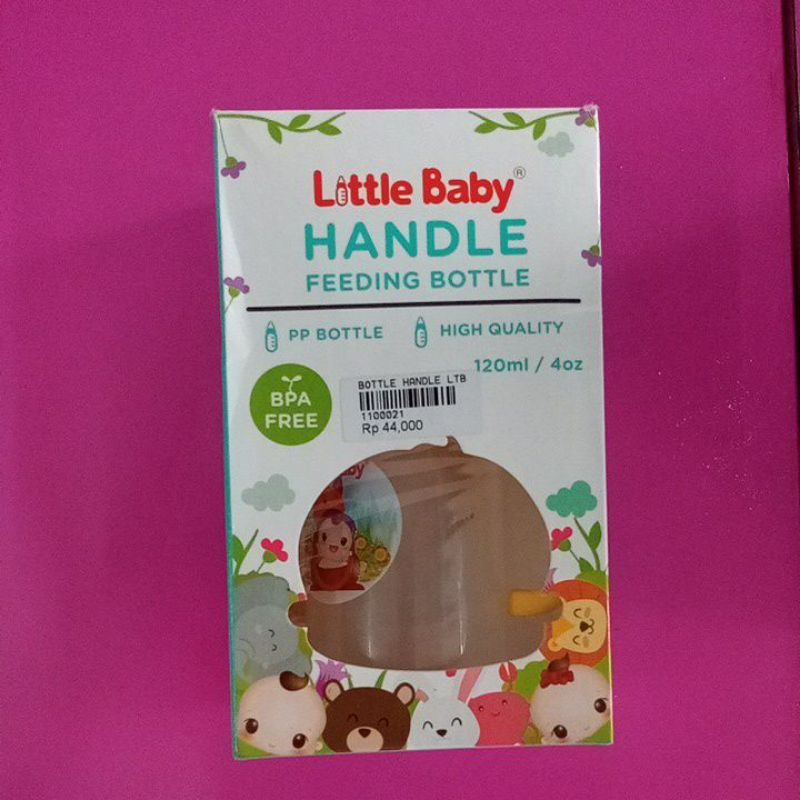 Little Baby®
HANDLE
FEEDING BOTTLE
PP BOTTLE
HIGH QUALITY
120ml / 4oz
BPA
FREE
BOTTLE HANDLE LTB
1100021
Rp 44,000